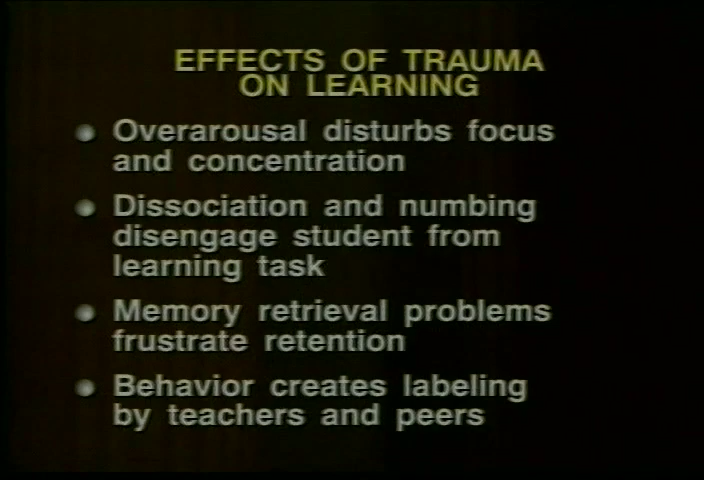 EFFECTS OF TRAUMA
ON LEARNING
Overarousal disturbs focus
and concentration
Dissociation and numbing
disengage student from
learning task
Memory retrieval problems
frustrate retention
Behavior creates labeling
by teachers and peers